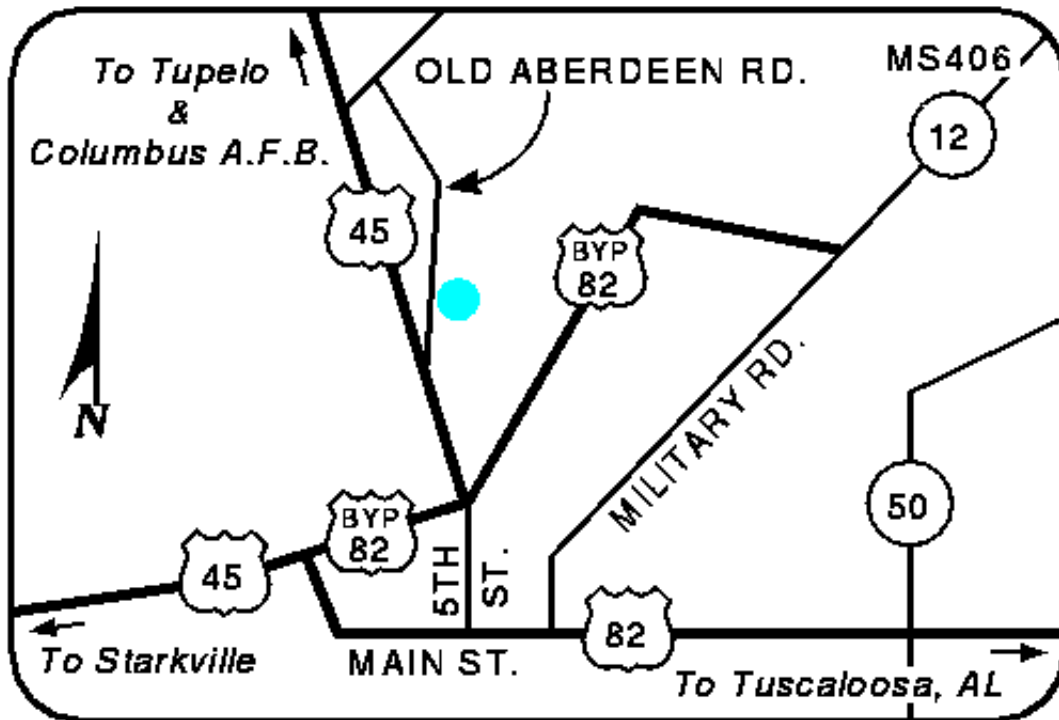 To Tupelo
&
Columbus A.F.B.
OLD ABERDEEN RD.
MS406
12
45
BYP
82
N
MILITARY RD.
50
BYP
82
45
5TH
ST.
82
To Starkville
MAIN ST.
To Tuscaloosa, AL